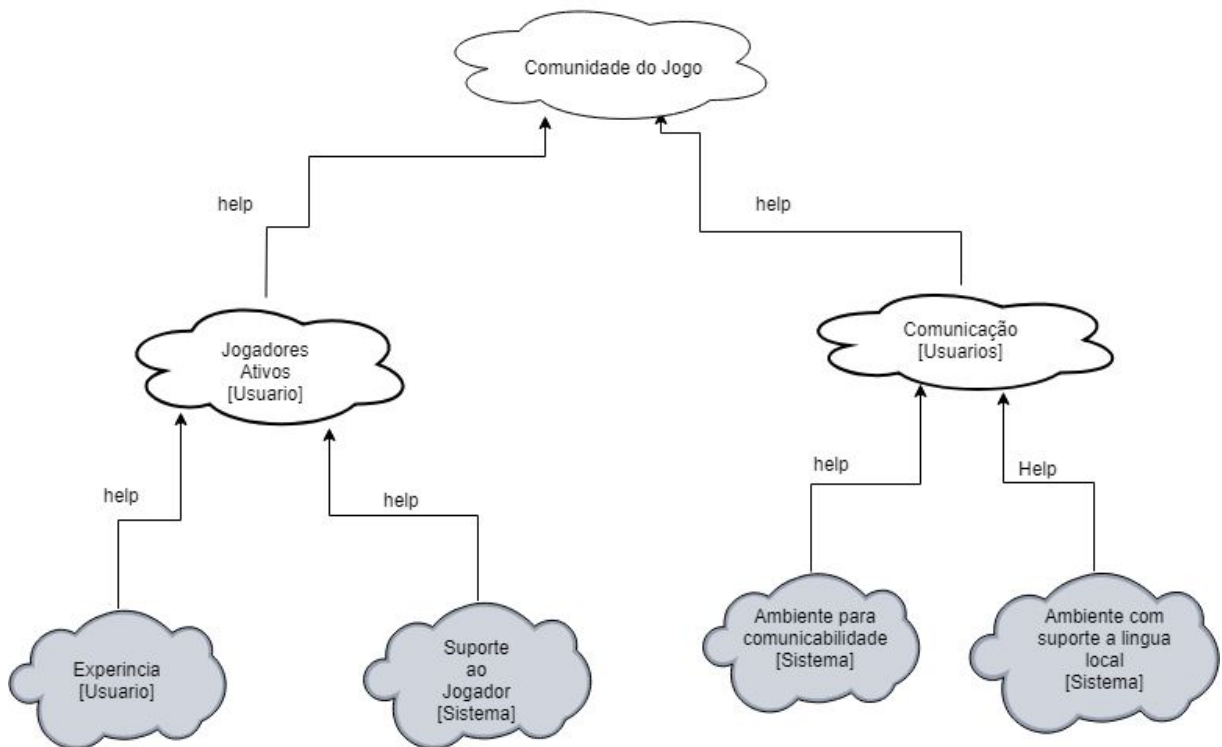 Comunidade do Jogo
help
help
Jogadores
Ativos
[Usuario]
Comunicação
[Usuarios]
help
help
help
Help
Experincia
[Usuario]
Suporte
ao
Jogador
[Sistema]
Ambiente para
comunicabilidade
[Sistema]
Ambiente com
suporte a lingua
local
[Sistema]